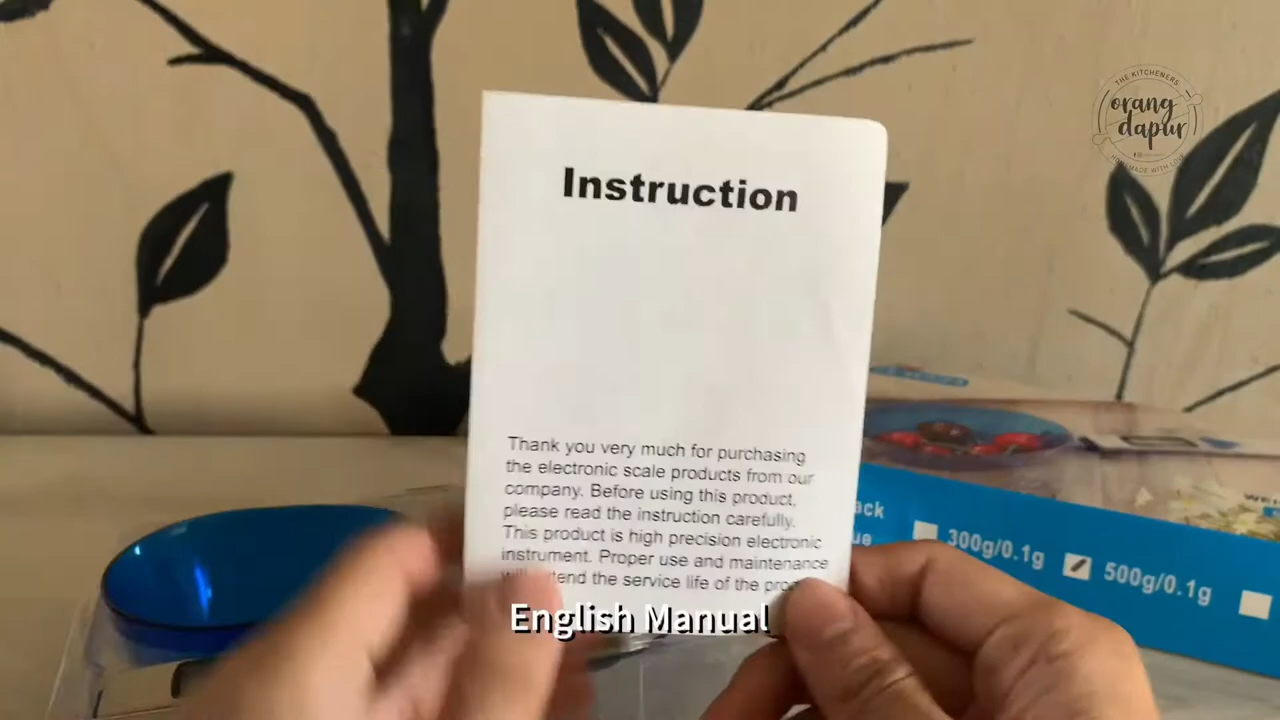 THE KITCHENERS
orang
dapur
HANDMADE WITH LOVE
Instruction
Thank you very much for purchasing
the electronic scale products from our
company. Before using this product,
please read the instruction carefully.
This product is high precision electronic
instrument. Proper use and maintenance
the service life of the
English Manual
300g/0.1g
500g/0.1g